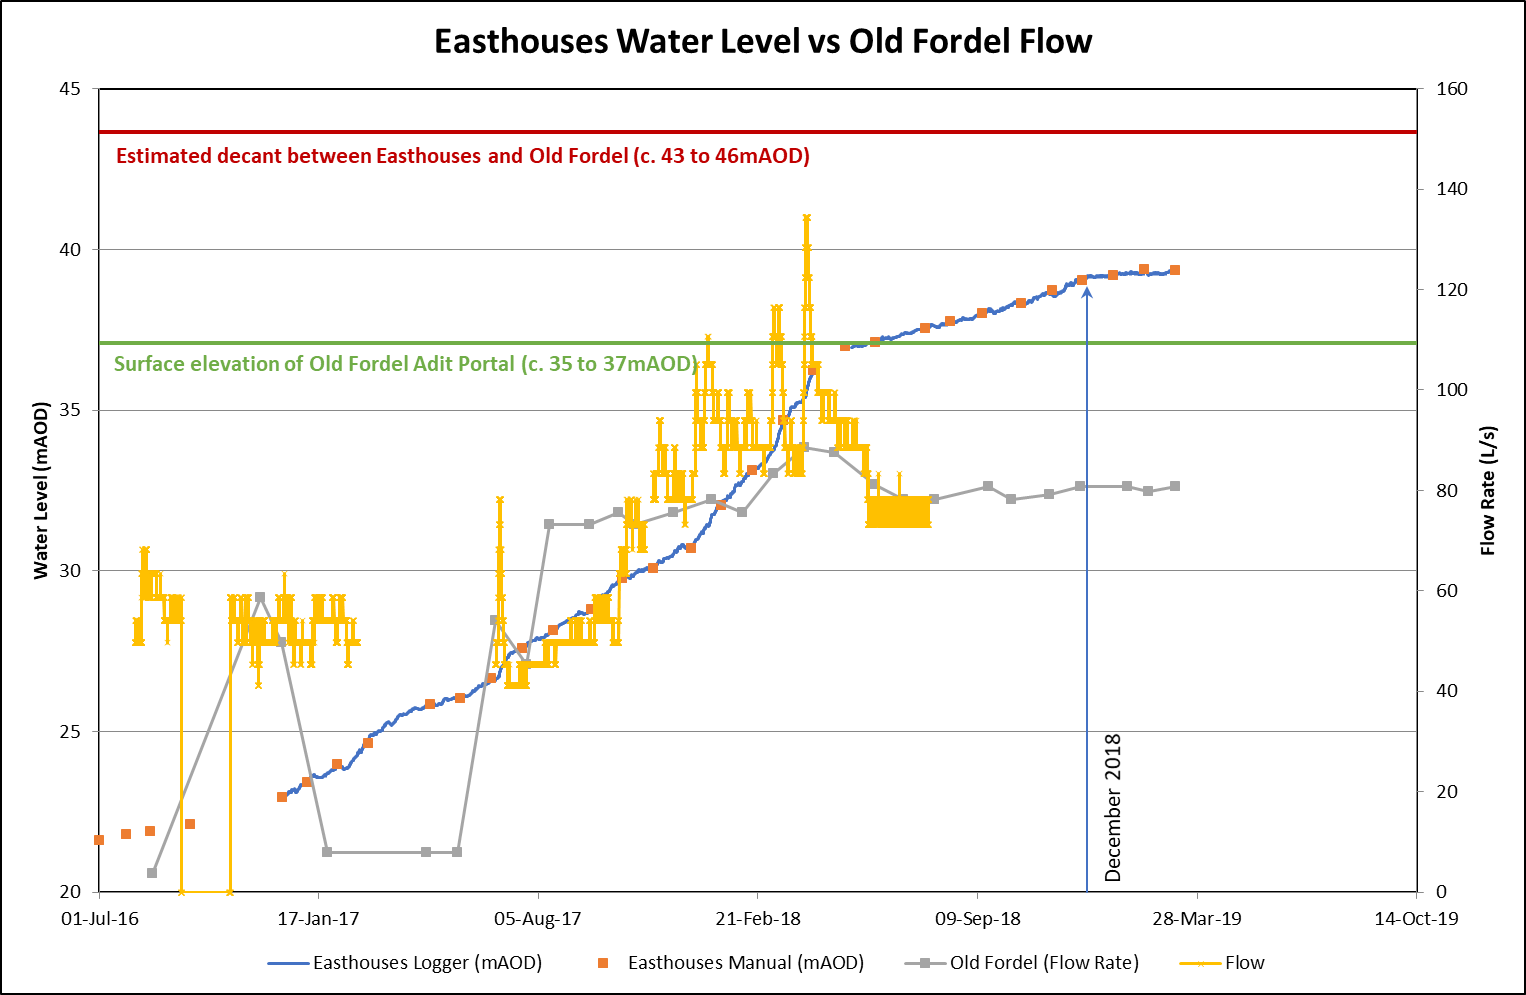 Easthouses Water Level vs Old Fordel Flow
45
160
Estimated decant between Easthouses and Old Fordel (c. 43 to 46mAOD)
140
40
120
Surface elevation of Old Fordel Adit Portal (c. 35 to 37mAOD)
100
35
Water Level (mAOD)
Flow Rate (L/s)
80
30
60
40
25
20
December 2018
20
0
01-Jul-16
17-Jan-17
05-Aug-17
21-Feb-18
09-Sep-18
28-Mar-19
14-Oct-19
Easthouses Logger (mAOD)
Easthouses Manual (mAOD)
Old Fordel (Flow Rate)
Flow